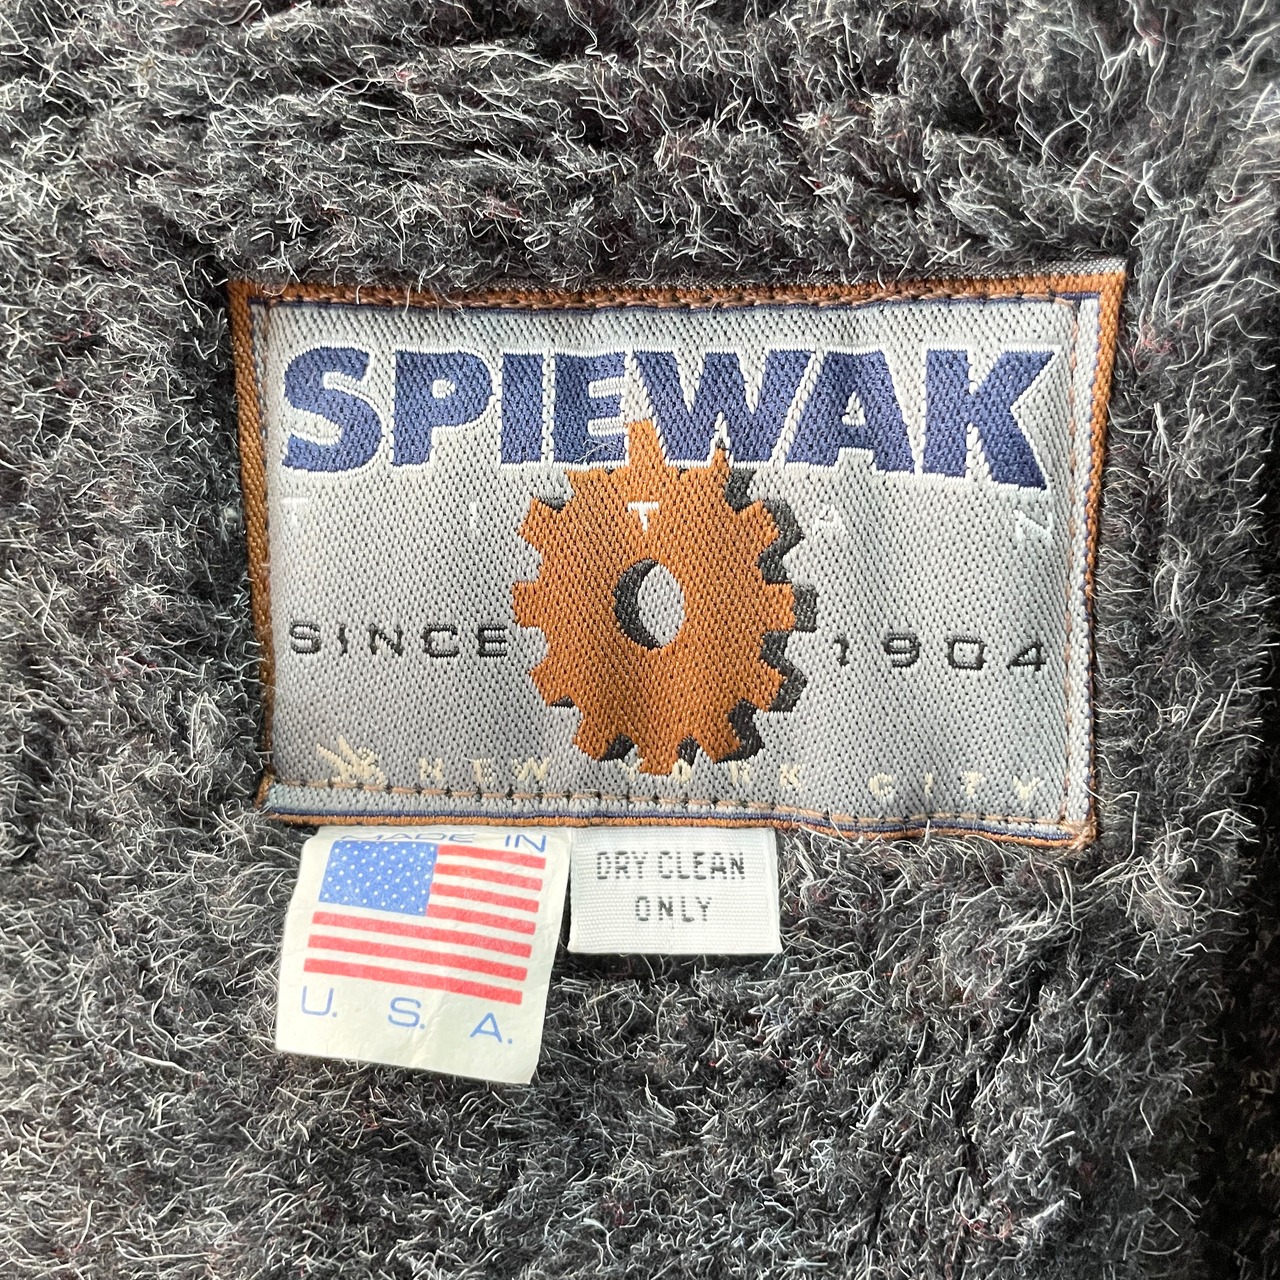 SPIEWAK
TITAN
SINCE 1904
NEW YORK CITY
MADE IN
U. S. A.
DRY CLEAN
ONLY